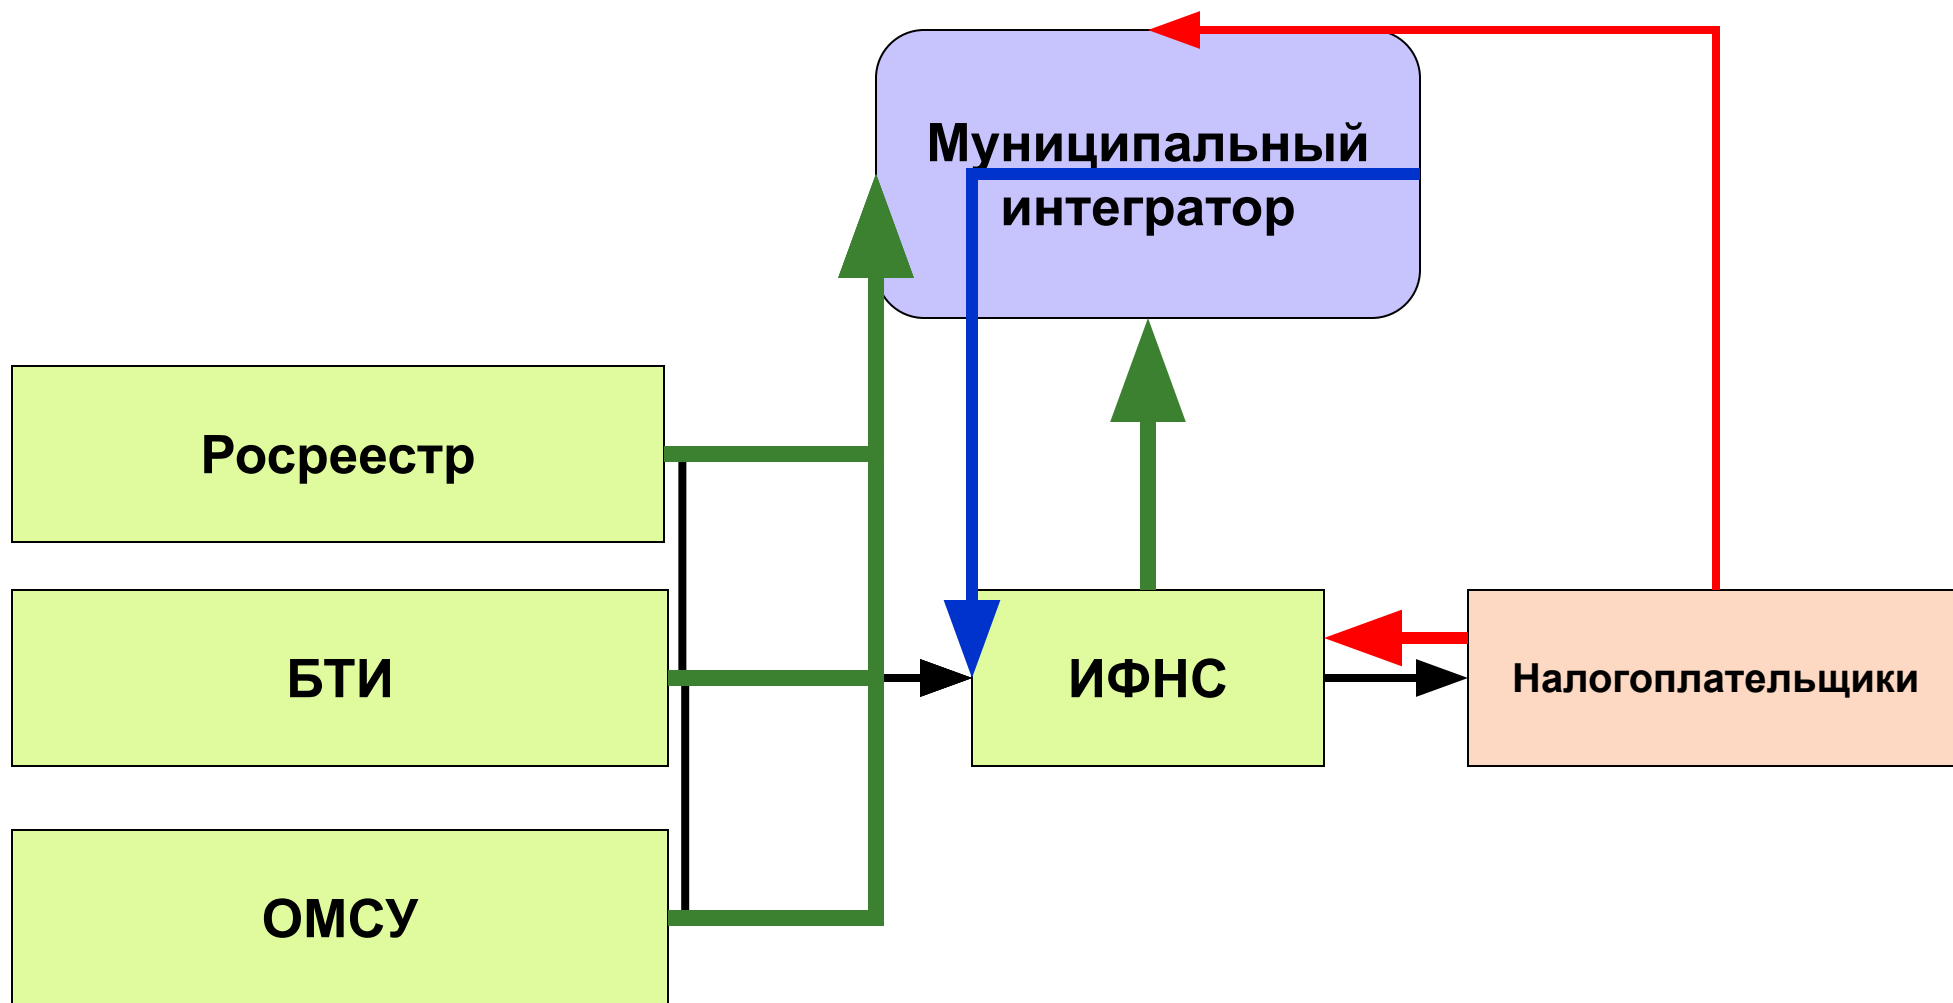 Муниципальный
интегратор
Росреестр
БТИ
ИФНС
Налогоплательщики
ОМСУ